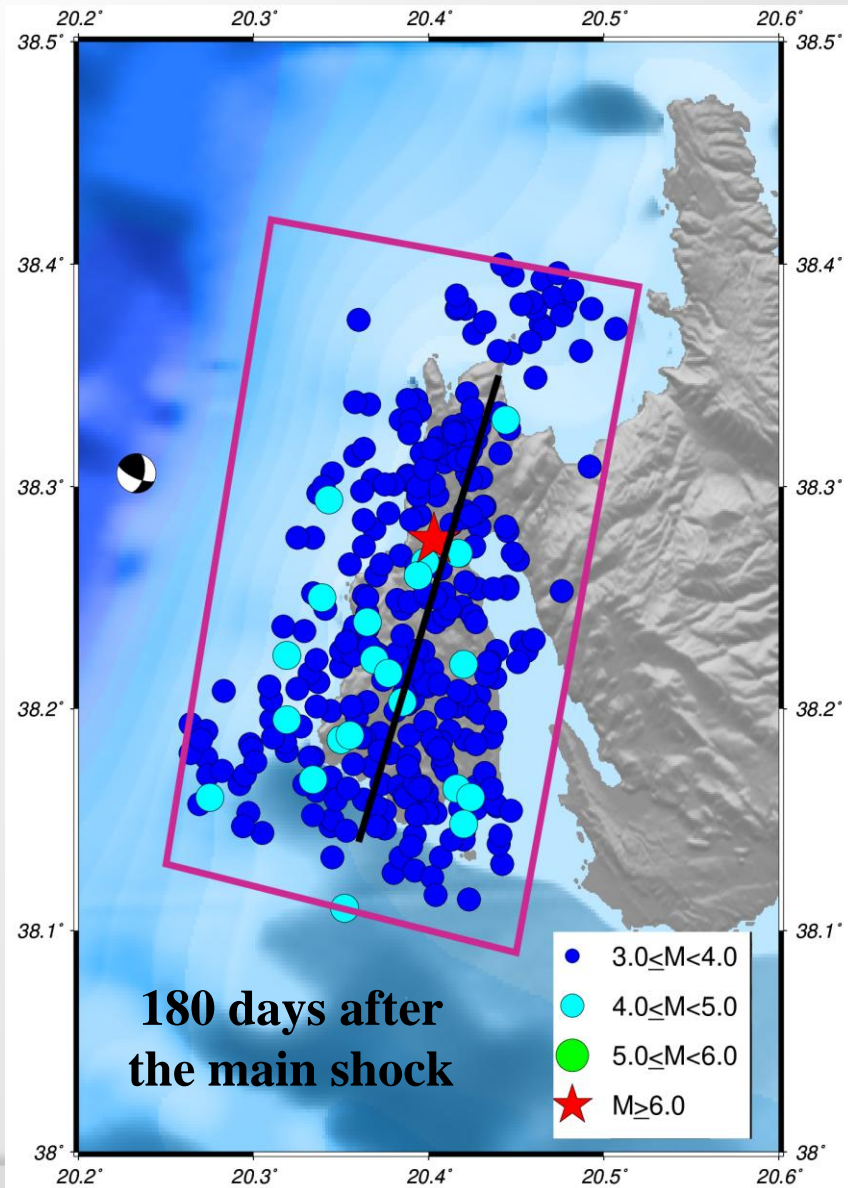 20.2° 20.3° 20.4° 20.5° 20.6°
38.5° 38.5°
38.4° 38.4°
38.3° 38.3°
38.2° 38.2°
38.1° 38.1°
180 days after
the main shock
3.0≤M<4.0
4.0≤M<5.0
5.0≤M<6.0
M≥6.0
38° 38°
20.2° 20.3° 20.4° 20.5° 20.6°